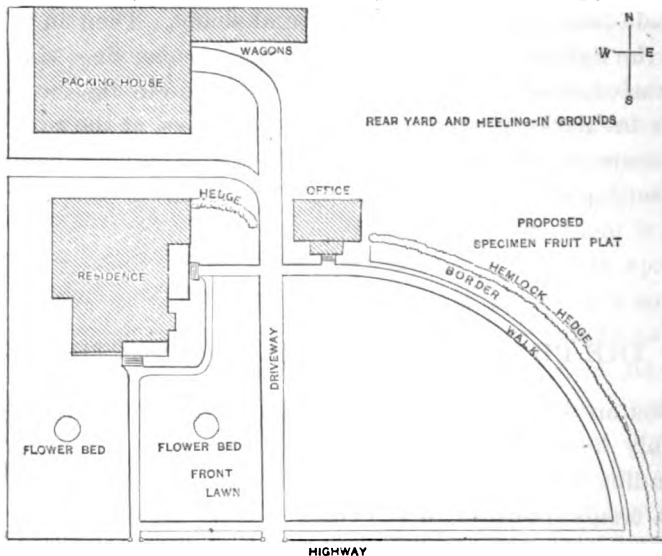 N
W E
S
WAGONS
PACKING HOUSE
REAR YARD AND HEELING-IN GROUNDS
HEDGE
OFFICE
PROPOSED
SPECIMEN FRUIT PLAT
RESIDENCE
BORDER
HEMLOCK HEDGE
WALK
DRIVEWAY
FLOWER BED
FLOWER BED
FRONT
LAWN
HIGHWAY